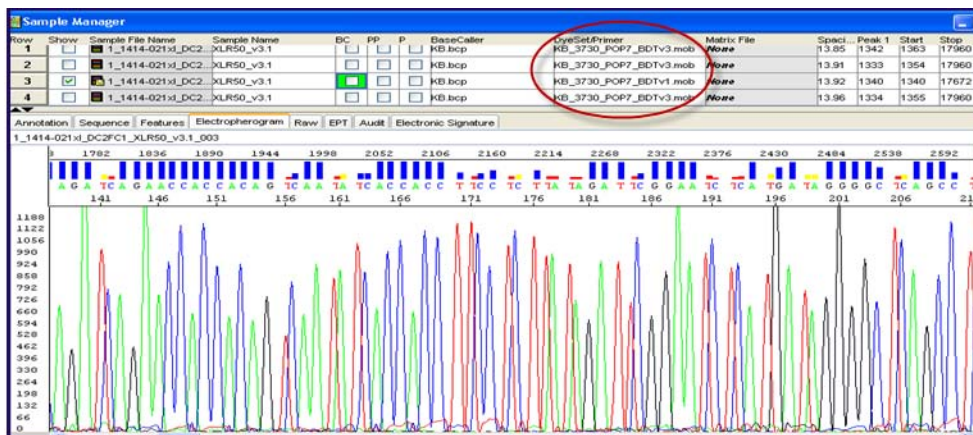 Sample Manager
Row Show Sample File Name Sample Name BC PP P BaseCaller DyeSet/Primer Matrix File Spaci... Peak 1 Start Stop
1 1_1414-021xl_DC2...XLR50_v3.1 KB.bcp KB_3730_POP7_BDTv3.mob None 13.85 1342 1363 17960
2 1_1414-021xl_DC2...XLR50_v3.1 KB.bcp KB_3730_POP7_BDTv3.mob None 13.91 1333 1354 17960
3 1_1414-021xl_DC2...XLR50_v3.1 KB.bcp KB_3730_POP7_BDTv1.mob None 13.92 1340 1340 17672
4 1_1414-021xl_DC2...XLR50_v3.1 KB.bcp KB_3730_POP7_BDTv3.mob None 13.96 1334 1355 17960
Annotation Sequence Features Electropherogram Raw EPT Audit Electronic Signature
1_1414-021xl_DC2FC1_XLR50_v3.1_003
1782 1836 1890 1944 1998 2052 2106 2160 2214 2268 2322 2376 2430 2484 2538 2592
AGATCAGAACCACCACAGTCAATATCACCACCTTCCTCTTATAGATTCGGAATCTCATGATAGGGGCTCAGCCT
141 146 151 156 161 166 171 176 181 186 191 196 201 206 21
1188
1122
1056
990
924
858
792
726
660
594
528
462
396
330
264
198
132
66
0